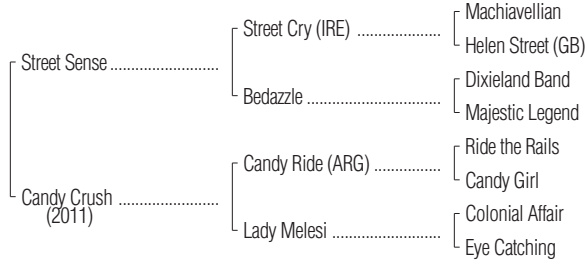 Machiavellian
Street Cry (IRE) ....................
Helen Street (GB)
Street Sense ..........................
Dixieland Band
Bedazzle ................................
Majestic Legend
Ride the Rails
Candy Ride (ARG) ................
Candy Girl
Candy Crush ........................
(2011)
Colonial Affair
Lady Melesi ..........................
Eye Catching